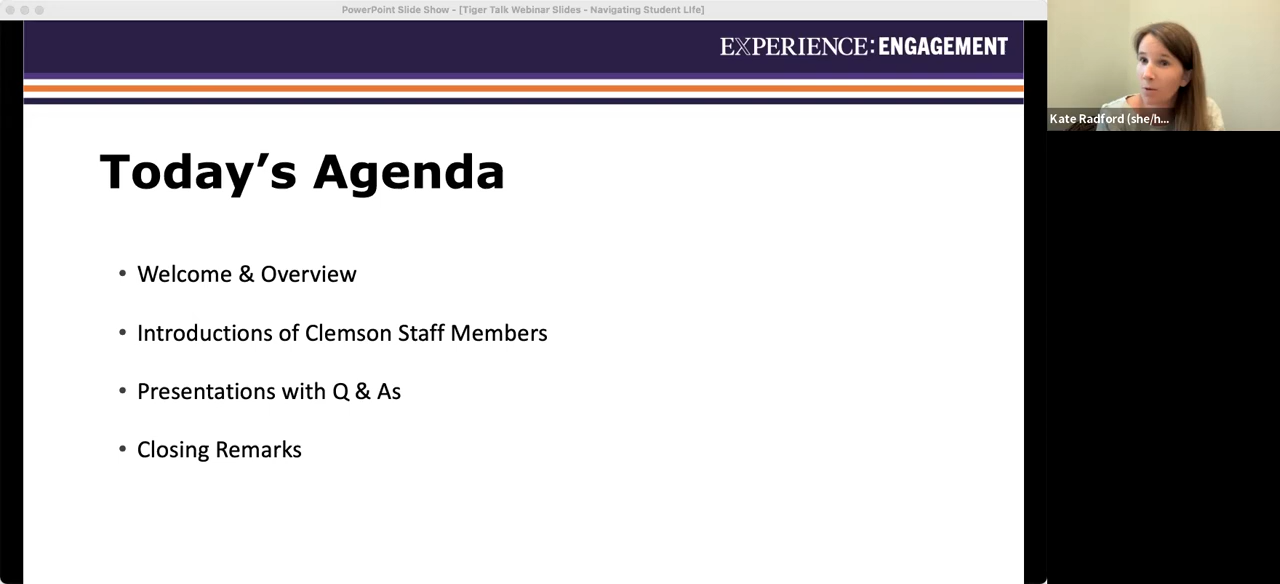 PowerPoint Slide Show - [Tiger Talk Webinar Slides - Navigating Student LIfe]
EXPERIENCE: ENGAGEMENT
Kate Radford (she/h...
Today's Agenda
• Welcome & Overview
• Introductions of Clemson Staff Members
• Presentations with Q & As
• Closing Remarks